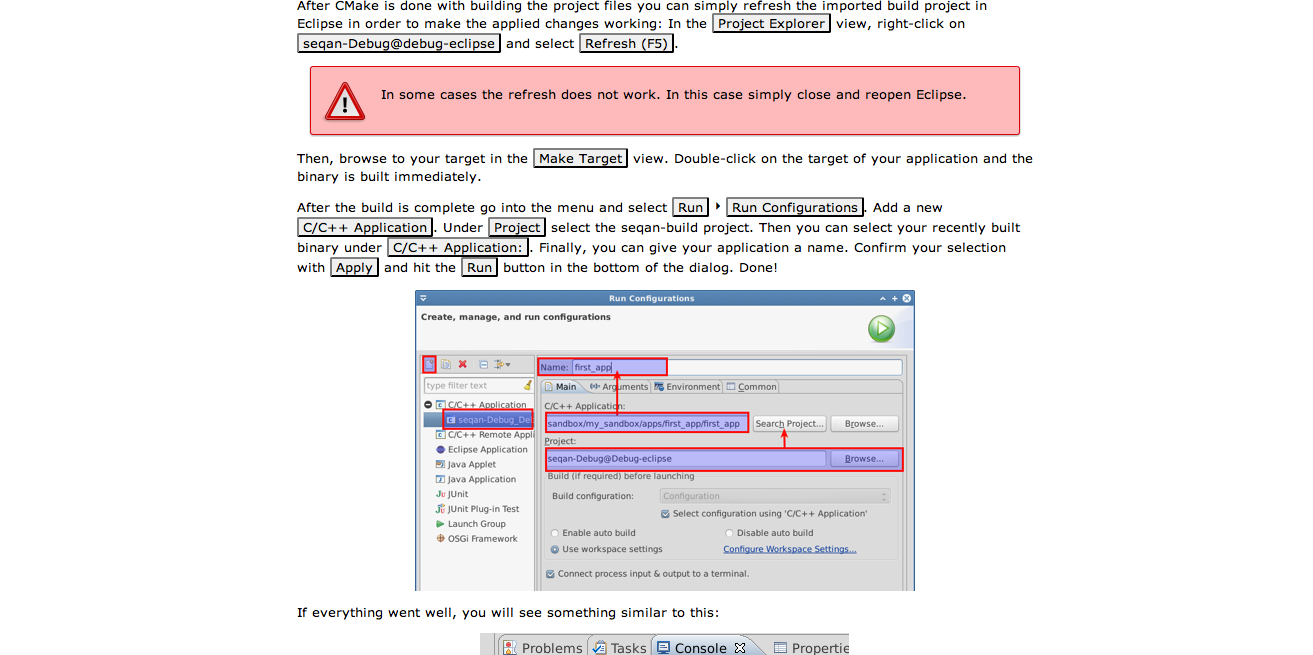 After CMake is done with building the project files you can simply refresh the imported build project in
Eclipse in order to make the applied changes working: In the Project Explorer view, right-click on
seqan-Debug@debug-eclipse and select Refresh (F5).
In some cases the refresh does not work. In this case simply close and reopen Eclipse.
Then, browse to your target in the Make Target view. Double-click on the target of your application and the
binary is built immediately.
After the build is complete go into the menu and select Run ‣ Run Configurations. Add a new
C/C++ Application. Under Project select the seqan-build project. Then you can select your recently built
binary under C/C++ Application:. Finally, you can give your application a name. Confirm your selection
with Apply and hit the Run button in the bottom of the dialog. Done!
Run Configurations
Create, manage, and run configurations
Name: first_app
type filter text
Main Arguments Environment Common
C/C++ Application
C/C++ Application:
seqan-Debug_De
sandbox/my_sandbox/apps/first_app/first_app Search Project... Browse...
C/C++ Remote Appli
Project:
Eclipse Application
seqan-Debug@Debug-eclipse Browse...
Java Applet
Build (if required) before launching
Java Application
JUnit
Build configuration: Configuration
JUnit Plug-in Test
Select configuration using 'C/C++ Application'
Launch Group
Enable auto build Disable auto build
OSGi Framework
Use workspace settings Configure Workspace Settings...
Connect process input & output to a terminal.
If everything went well, you will see something similar to this:
Problems Tasks Console Propertie